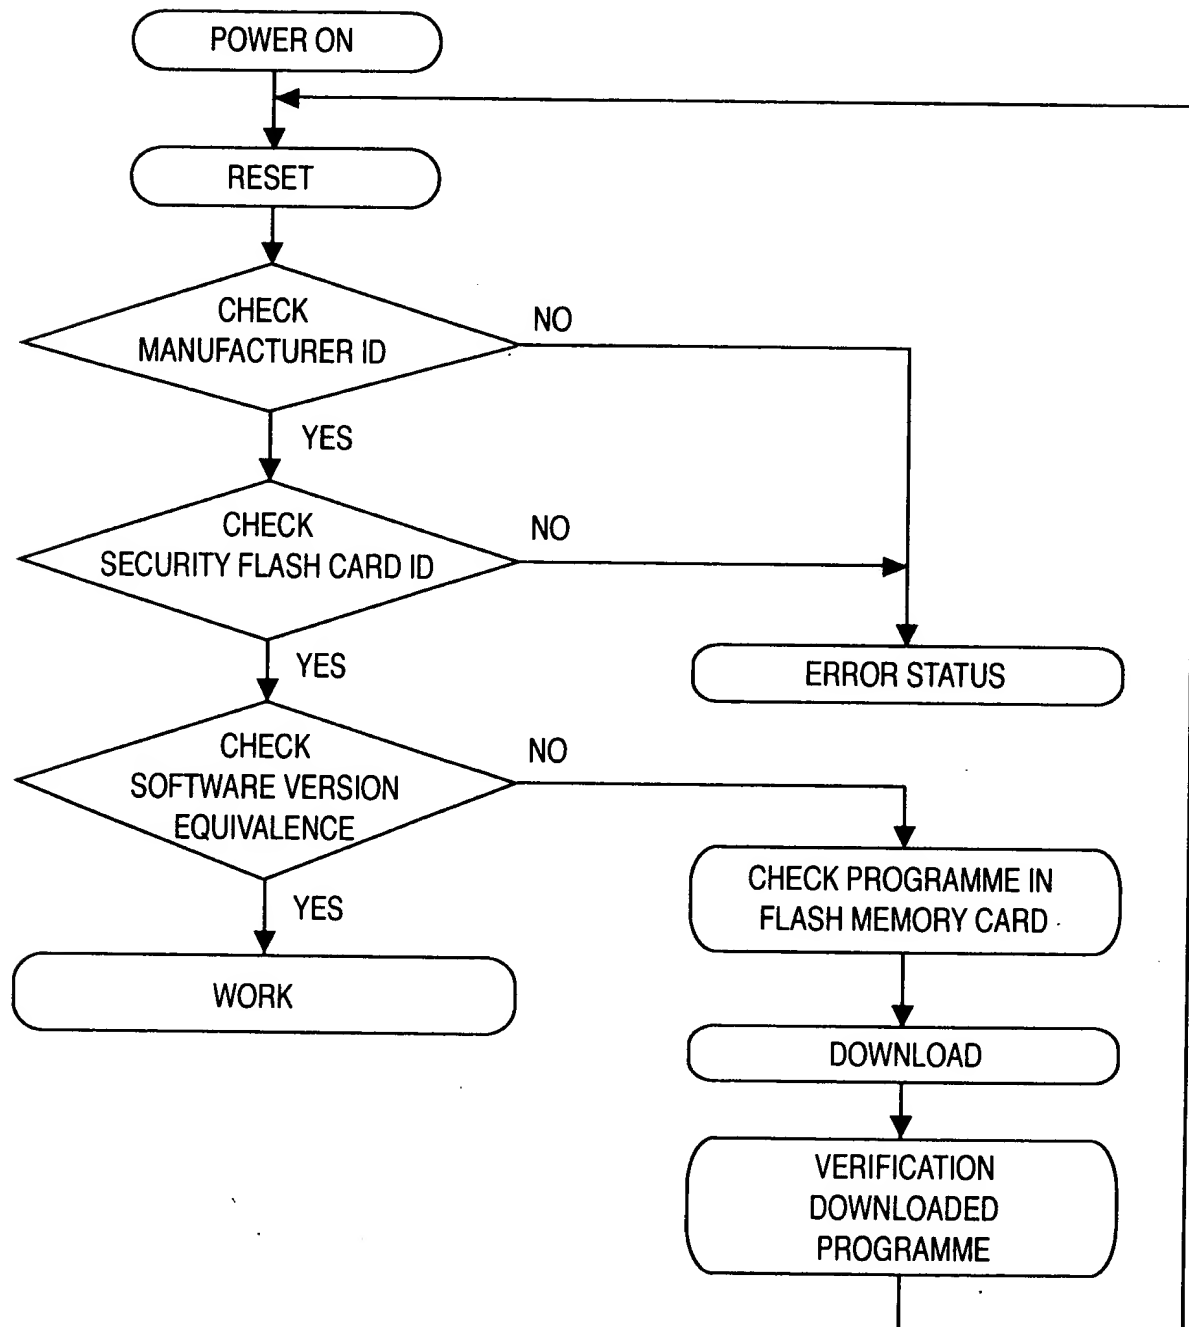 POWER ON
RESET
CHECK
MANUFACTURER ID
NO
YES
CHECK
SECURITY FLASH CARD ID
NO
YES
ERROR STATUS
CHECK
SOFTWARE VERSION
EQUIVALENCE
NO
YES
WORK
CHECK PROGRAMME IN
FLASH MEMORY CARD
DOWNLOAD
VERIFICATION
DOWNLOADED
PROGRAMME